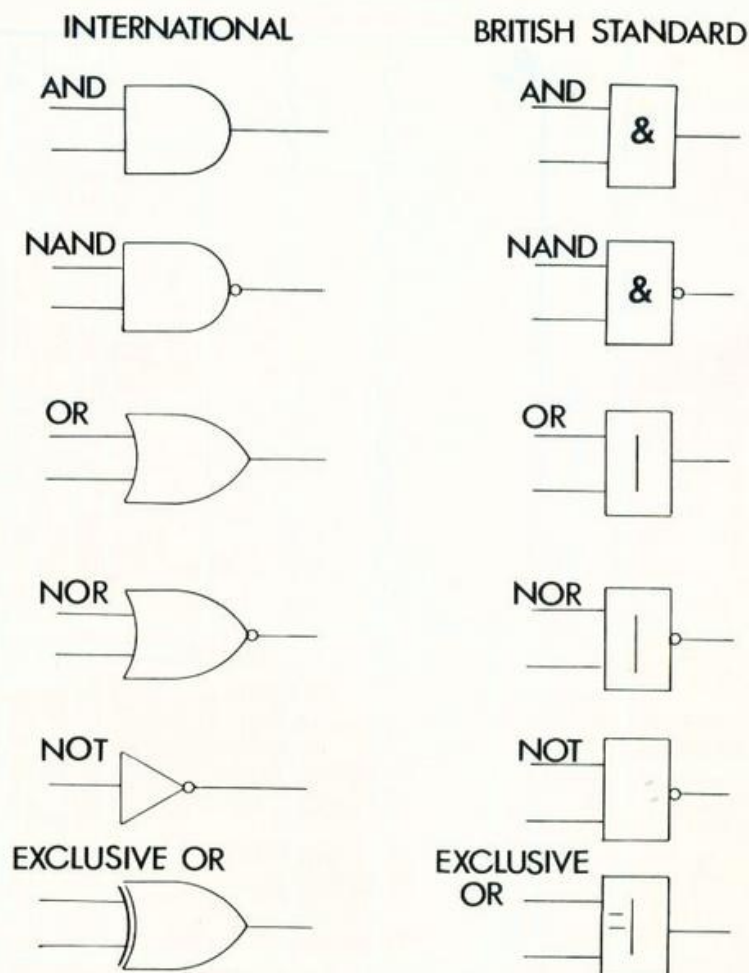 INTERNATIONAL
BRITISH STANDARD
AND
AND
&
NAND
NAND
&
OR
OR
|
NOR
NOR
|
NOT
NOT
EXCLUSIVE OR
EXCLUSIVE
OR
=|